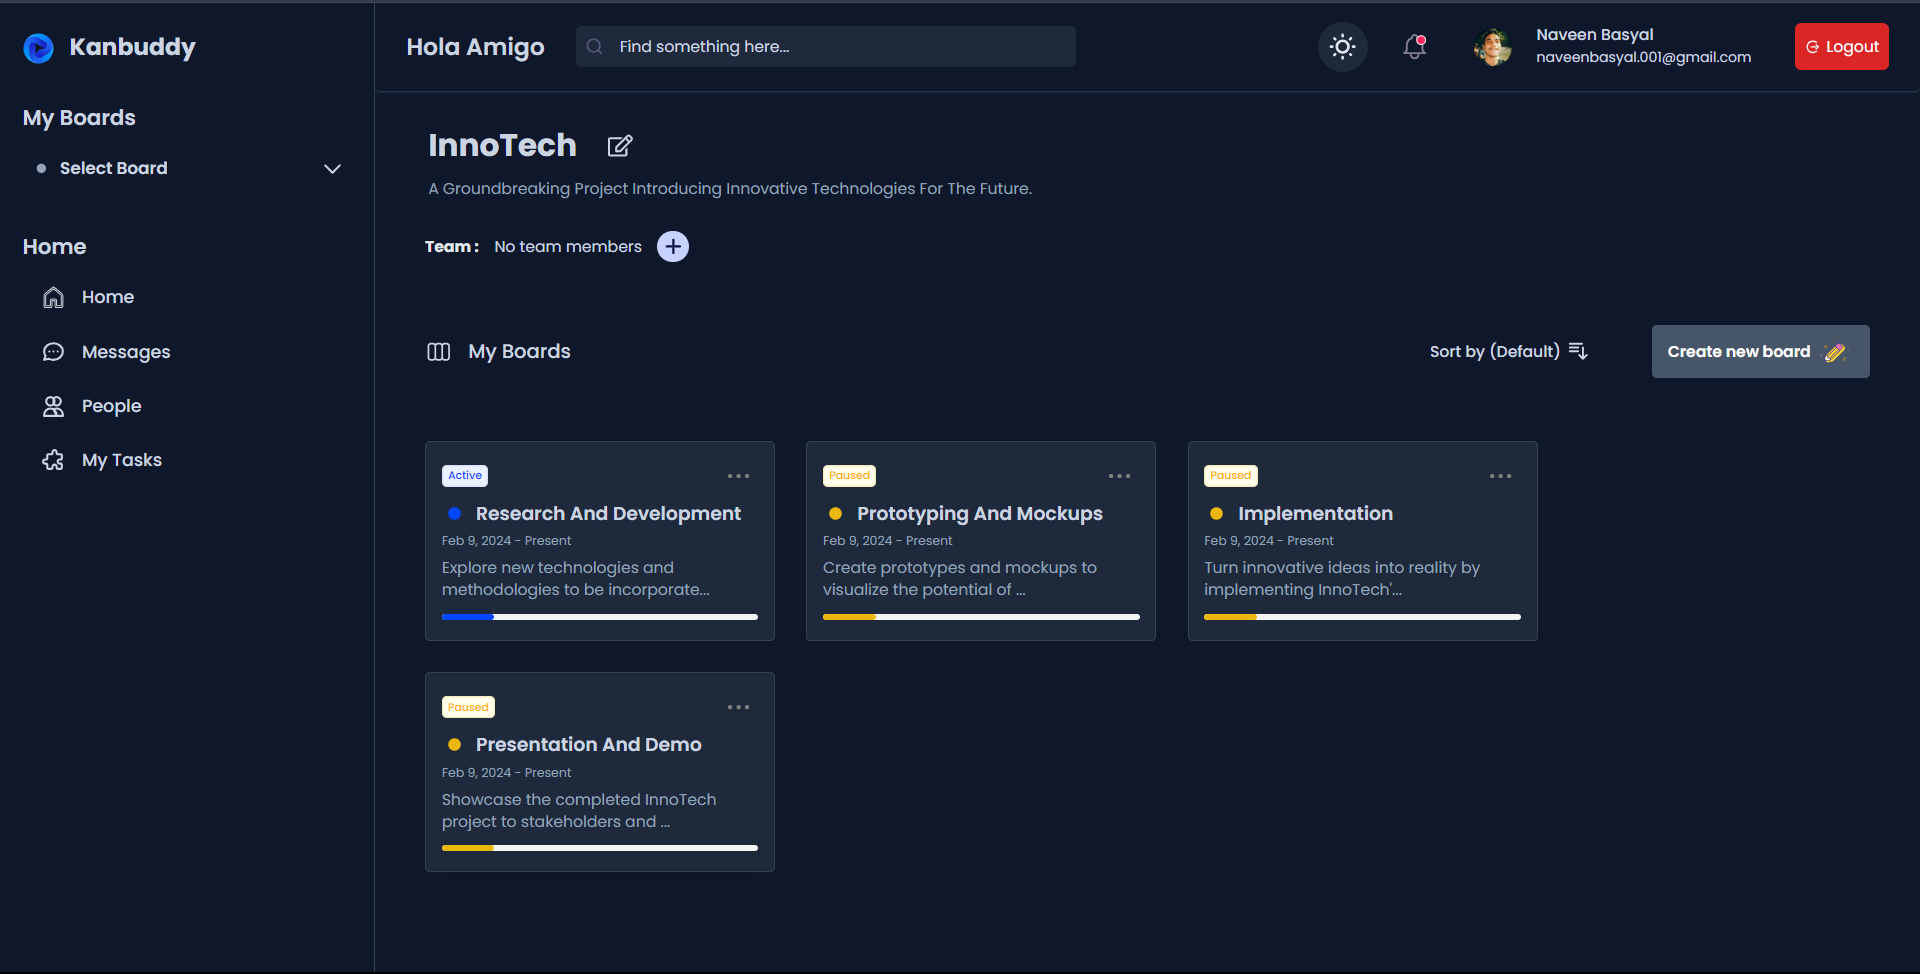 Kanbuddy
Hola Amigo
Find something here...
Naveen Basyal
naveenbasyal.001@gmail.com
Logout
My Boards
Select Board
Home
Home
Messages
People
My Tasks
InnoTech
A Groundbreaking Project Introducing Innovative Technologies For The Future.
Team : No team members
My Boards
Sort by (Default)
Create new board
Active
Research And Development
Feb 9, 2024 - Present
Explore new technologies and
methodologies to be incorporate...
Paused
Prototyping And Mockups
Feb 9, 2024 - Present
Create prototypes and mockups to
visualize the potential of ...
Paused
Implementation
Feb 9, 2024 - Present
Turn innovative ideas into reality by
implementing InnoTech'...
Paused
Presentation And Demo
Feb 9, 2024 - Present
Showcase the completed InnoTech
project to stakeholders and ...